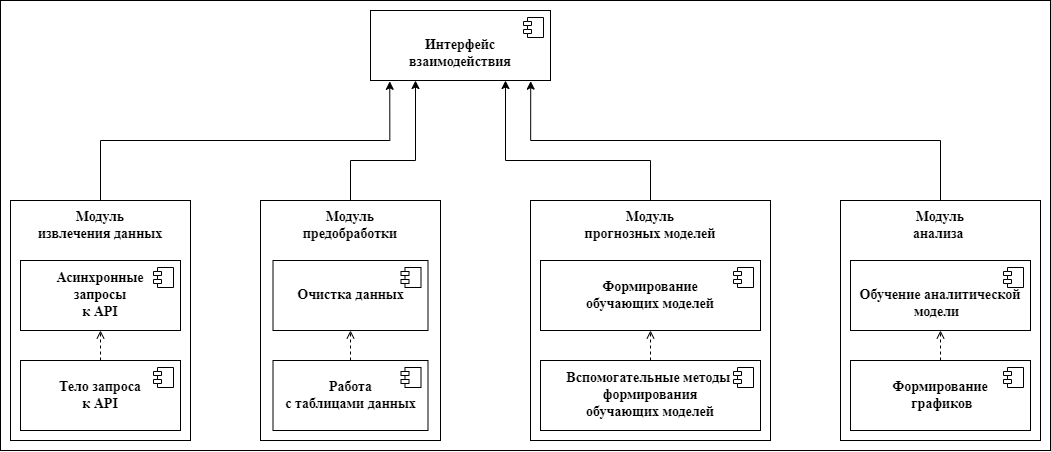 Интерфейс
взаимодействия
Модуль
извлечения данных
Асинхронные
запросы
к API
Тело запроса
к API
Модуль
предобработки
Очистка данных
Работа
с таблицами данных
Модуль
прогнозных моделей
Формирование
обучающих моделей
Вспомогательные методы
формирования
обучающих моделей
Модуль
анализа
Обучение аналитической
модели
Формирование
графиков